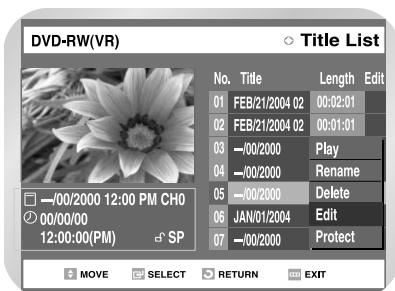 DVD-RW(VR) Title List
No. Title Length Edit
01 FEB/21/2004 02 00:02:01
02 FEB/21/2004 02 00:01:01
03 —/00/2000 Play
04 —/00/2000 Rename
05 —/00/2000 Delete
06 JAN/01/2004 Edit
07 —/00/2000 Protect
—/00/2000 12:00 PM CH0
00/00/00
12:00:00(PM) SP
MOVE SELECT RETURN EXIT